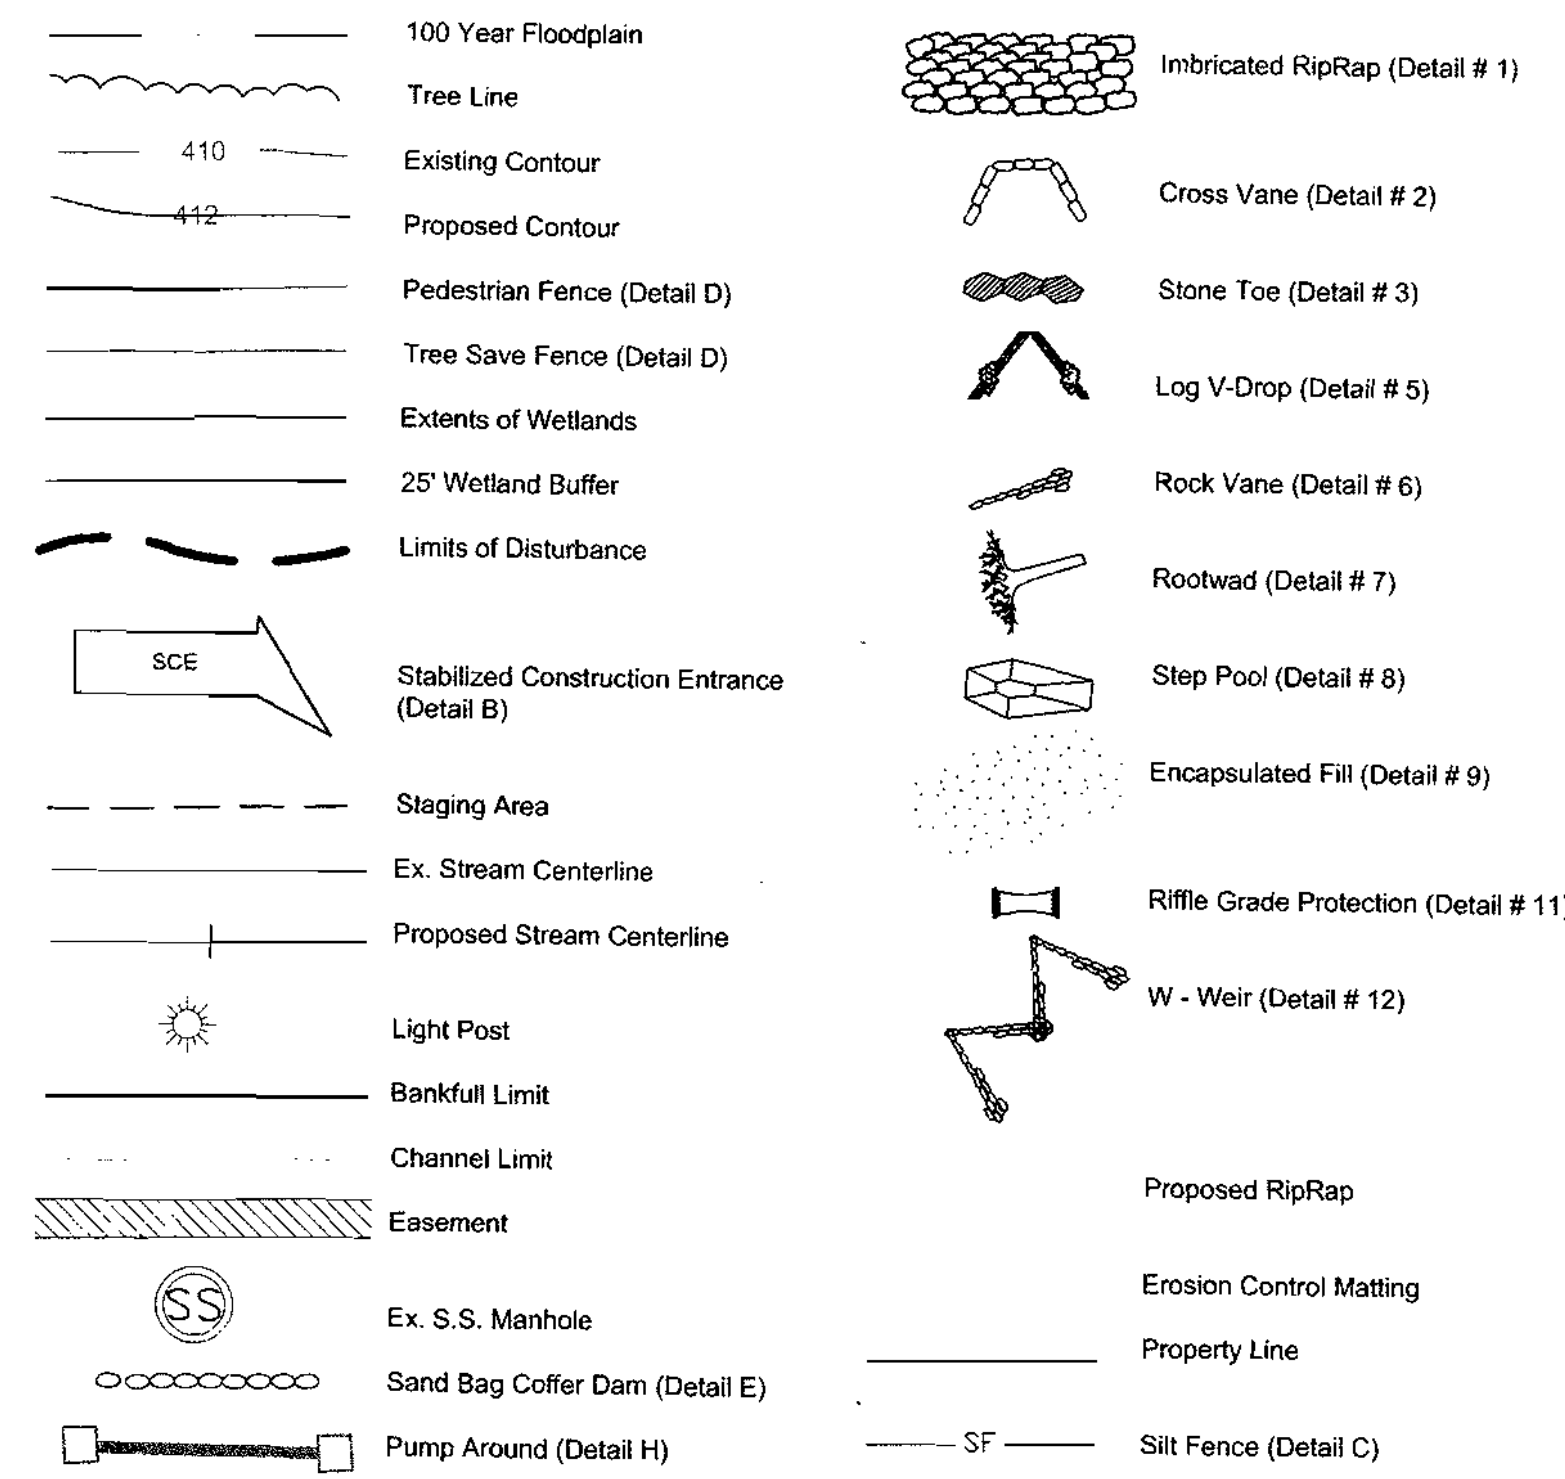 100 Year Floodplain
Tree Line
410
Existing Contour
412
Proposed Contour
Pedestrian Fence (Detail D)
Tree Save Fence (Detail D)
Extents of Wetlands
25' Wetland Buffer
Limits of Disturbance
SCE
Stabilized Construction Entrance
(Detail B)
Staging Area
Ex. Stream Centerline
Proposed Stream Centerline
Light Post
Bankfull Limit
Channel Limit
Easement
SS
Ex. S.S. Manhole
Sand Bag Coffer Dam (Detail E)
Pump Around (Detail H)
Imbricated RipRap (Detail # 1)
Cross Vane (Detail # 2)
Stone Toe (Detail # 3)
Log V-Drop (Detail # 5)
Rock Vane (Detail # 6)
Rootwad (Detail # 7)
Step Pool (Detail # 8)
Encapsulated Fill (Detail # 9)
Riffle Grade Protection (Detail # 11)
W - Weir (Detail # 12)
Proposed RipRap
Erosion Control Matting
Property Line
SF
Silt Fence (Detail C)